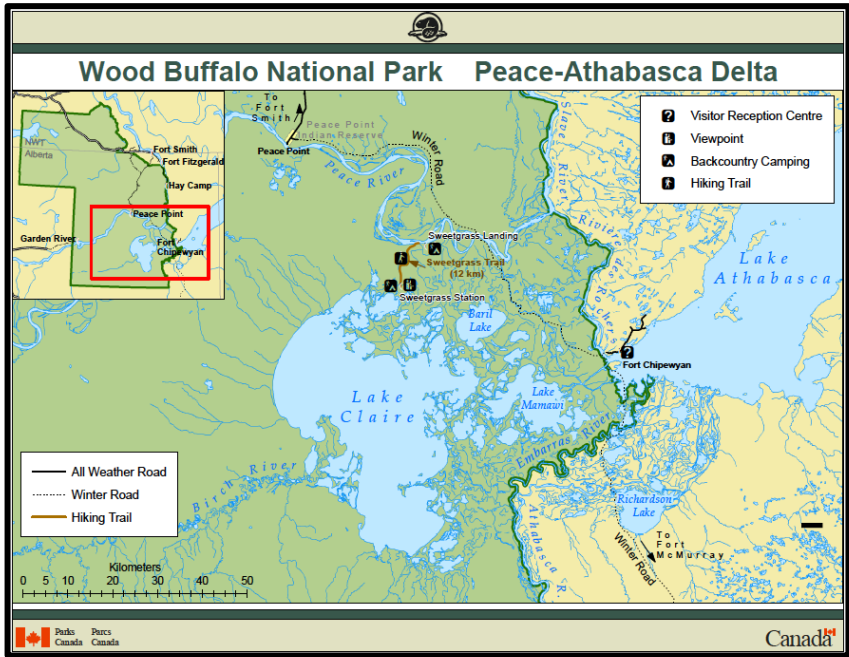 Wood Buffalo National Park Peace-Athabasca Delta
NWT
Alberta
Fort Smith
Fort Fitzgerald
Hay Camp
Peace Point
Garden River
Fort
Chipewyan
To
Fort
Smith
Peace Point
Indian Reserve
Peace Point
Peace River
Winter Road
Slave River
Rivière des Rochers
Visitor Reception Centre
Viewpoint
Backcountry Camping
Hiking Trail
Lake
Athabasca
Sweetgrass Landing
Sweetgrass Trail
(12 km)
Sweetgrass Station
Baril
Lake
Fort Chipewyan
Lake
Claire
Lake
Mamawi
Embarras River
Birch River
Richardson
Lake
Athabasca R.
To
Fort
McMurray
Winter Road
All Weather Road
Winter Road
Hiking Trail
Kilometers
0 5 10 20 30 40 50
Parks Parcs
Canada Canada
Canada